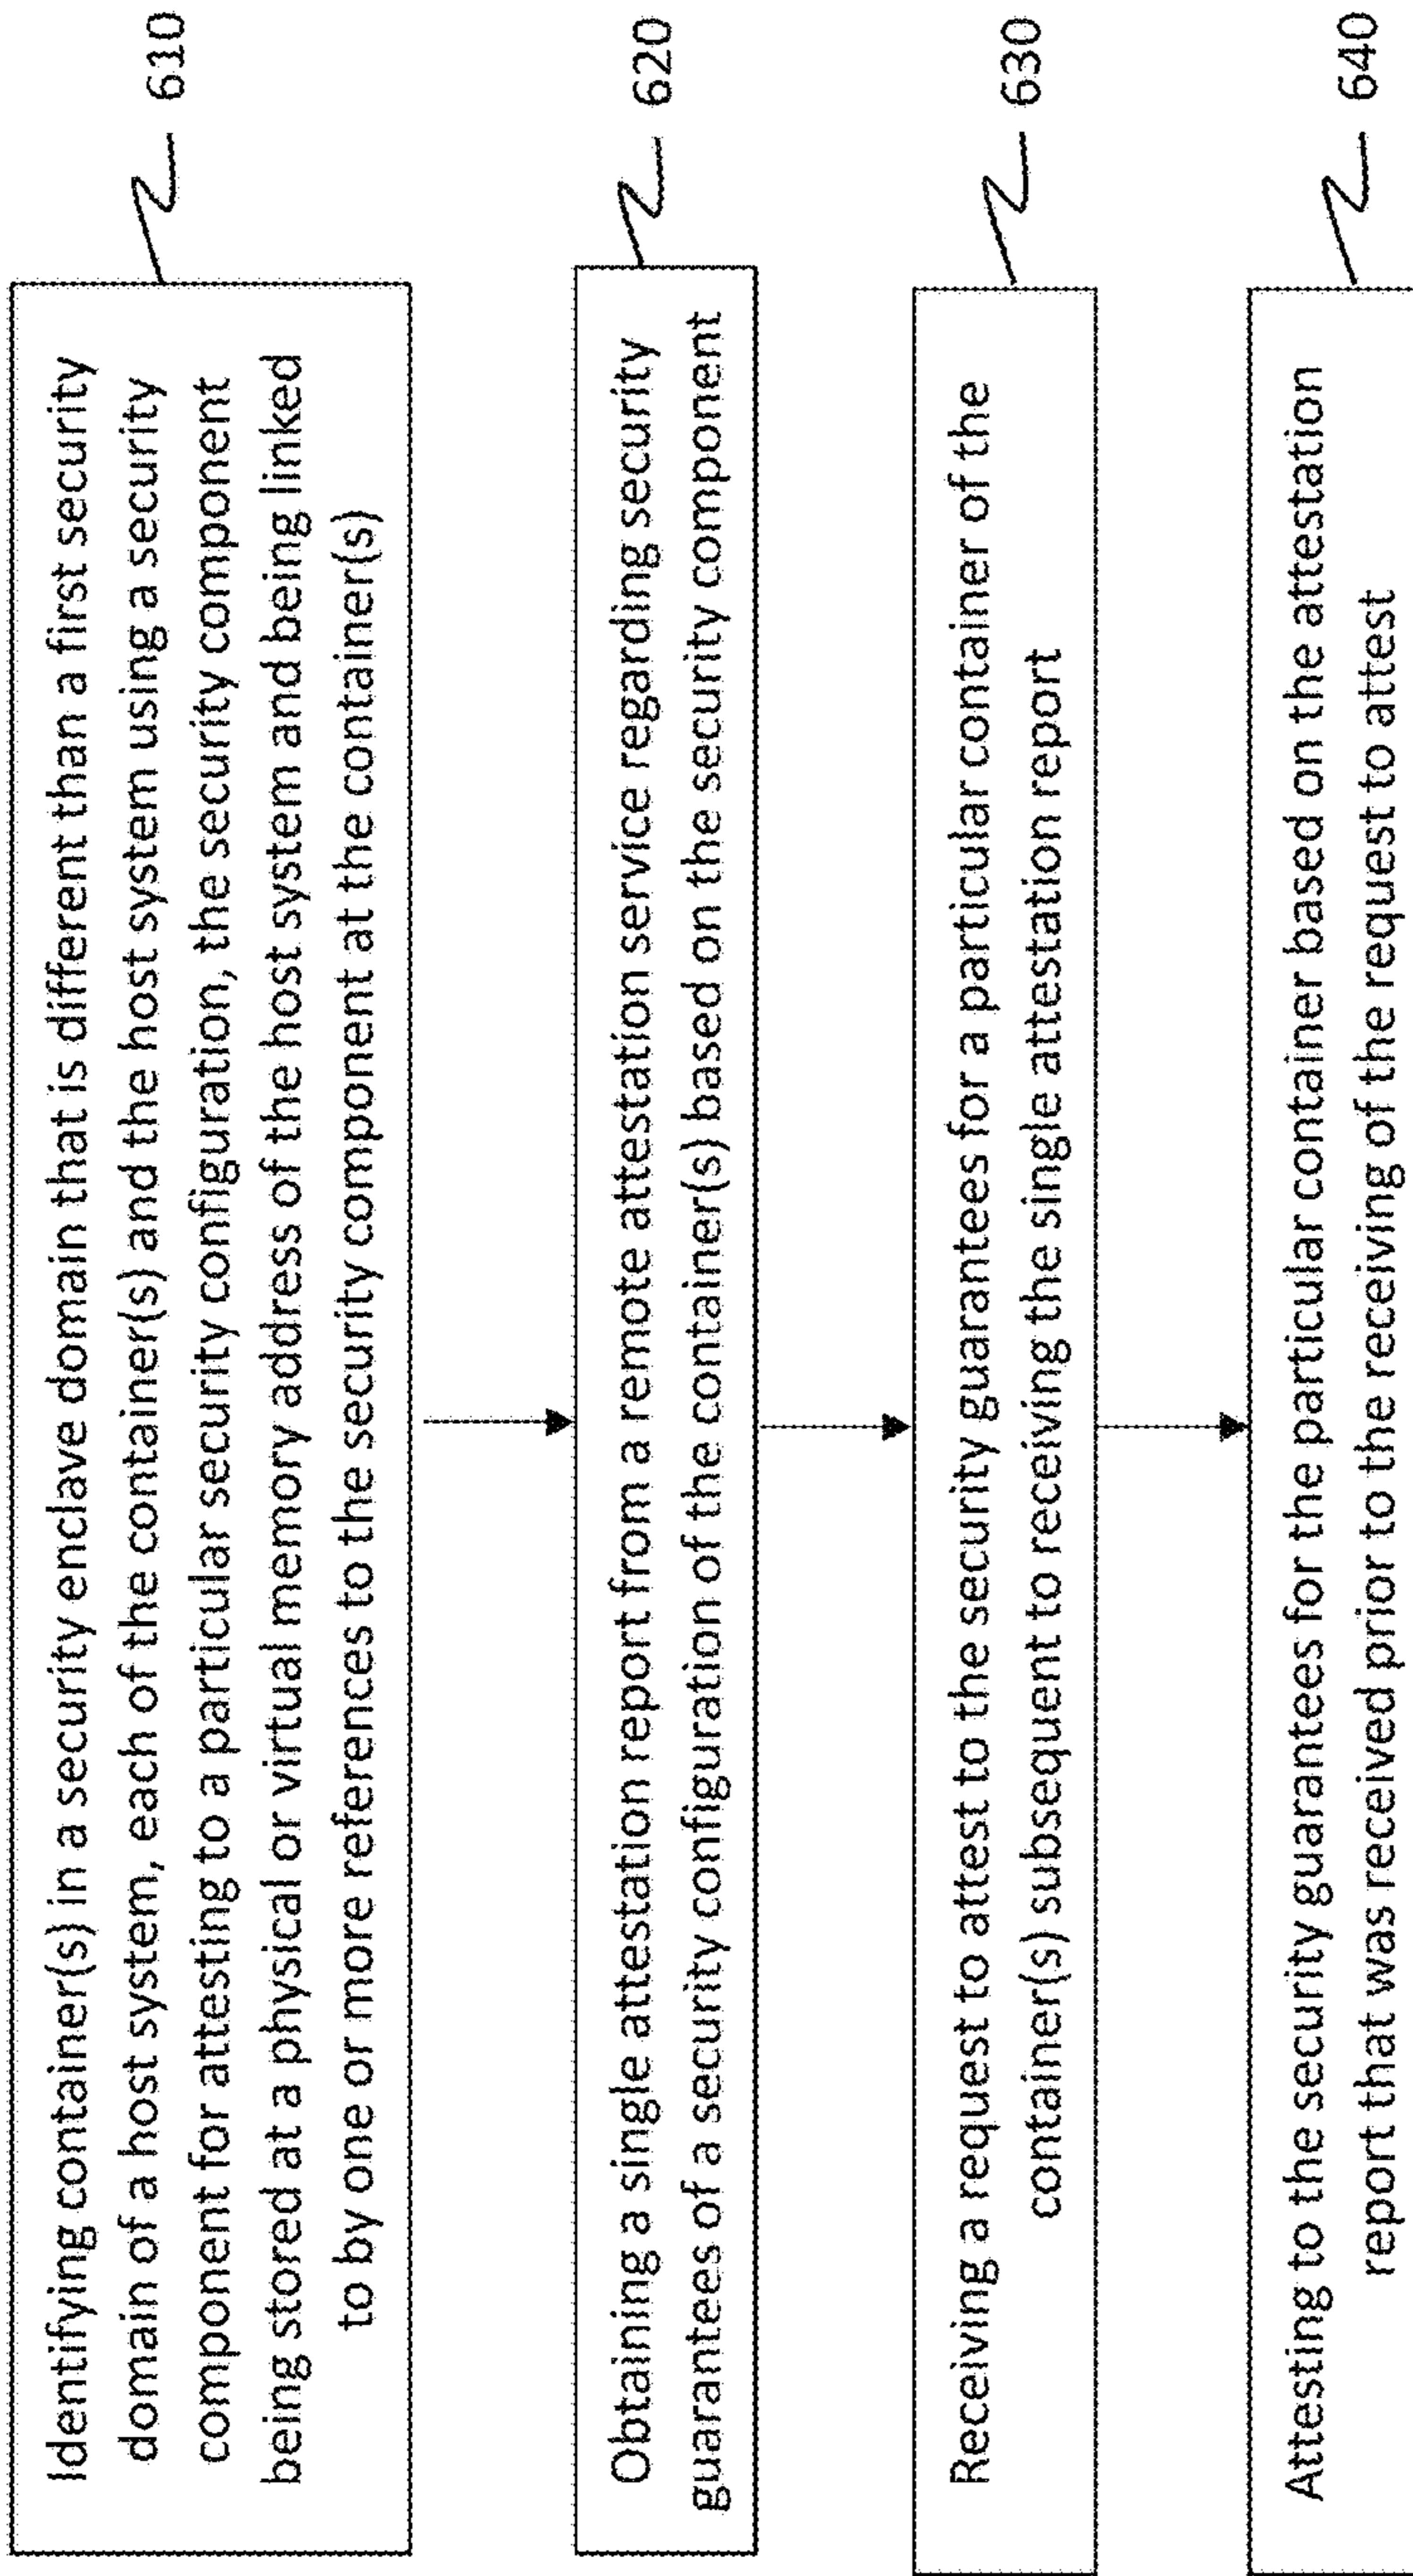 Identifying container(s) in a security enclave domain that is different than a first security
domain of a host system, each of the container(s) and the host system using a security
component for attesting to a particular security configuration, the security component
being stored at a physical or virtual memory address of the host system and being linked
to by one or more references to the security component at the container(s)
610
Obtaining a single attestation report from a remote attestation service regarding security
guarantees of a security configuration of the container(s) based on the security component
620
Receiving a request to attest to the security guarantees for a particular container of the
container(s) subsequent to receiving the single attestation report
630
Attesting to the security guarantees for the particular container based on the attestation
report that was received prior to the receiving of the request to attest
640